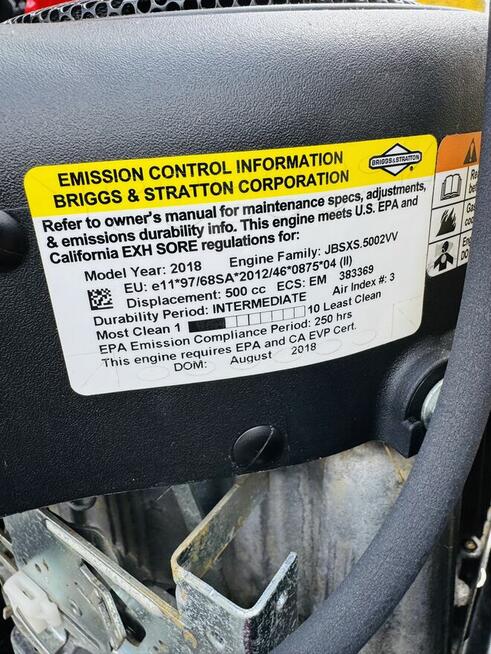 EMISSION CONTROL INFORMATION
BRIGGS & STRATTON CORPORATION
BRIGGS & STRATTON
Refer to owner's manual for maintenance specs, adjustments,
& emissions durability info. This engine meets U.S. EPA and
California EXH SORE regulations for:
Model Year: 2018 Engine Family: JBSXS.5002VV
EU: e11*97/68SA*2012/46*0875*04 (II)
Displacement: 500 cc ECS: EM 383369
Durability Period: INTERMEDIATE Air Index #: 3
Most Clean 1 10 Least Clean
EPA Emission Compliance Period: 250 hrs
This engine requires EPA and CA EVP Cert.
DOM: August 2018